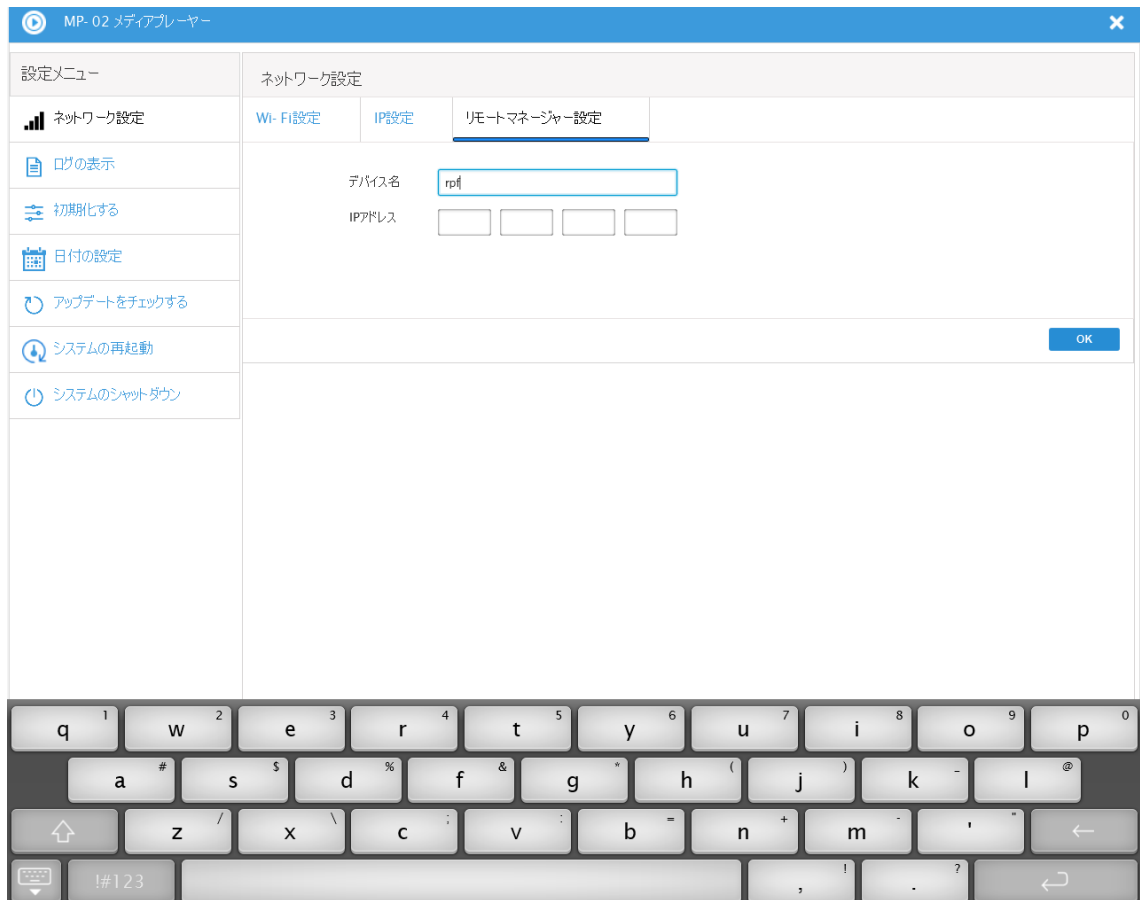 MP- 02 メディアプレーヤー
設定メニュー
ネットワーク設定
ログの表示
初期化する
日付の設定
アップデートをチェックする
システムの再起動
システムのシャットダウン
ネットワーク設定
Wi- Fi設定 IP設定 リモートマネージャー設定
デバイス名 rpf
IPアドレス
OK
q 1 w 2 e 3 r 4 t 5 y 6 u 7 i 8 o 9 p 0
a # s $ d % f & g * h ( j ) k - l @
z / x \ c ; v : b = n + m - ' "
!#123 , ! . ?